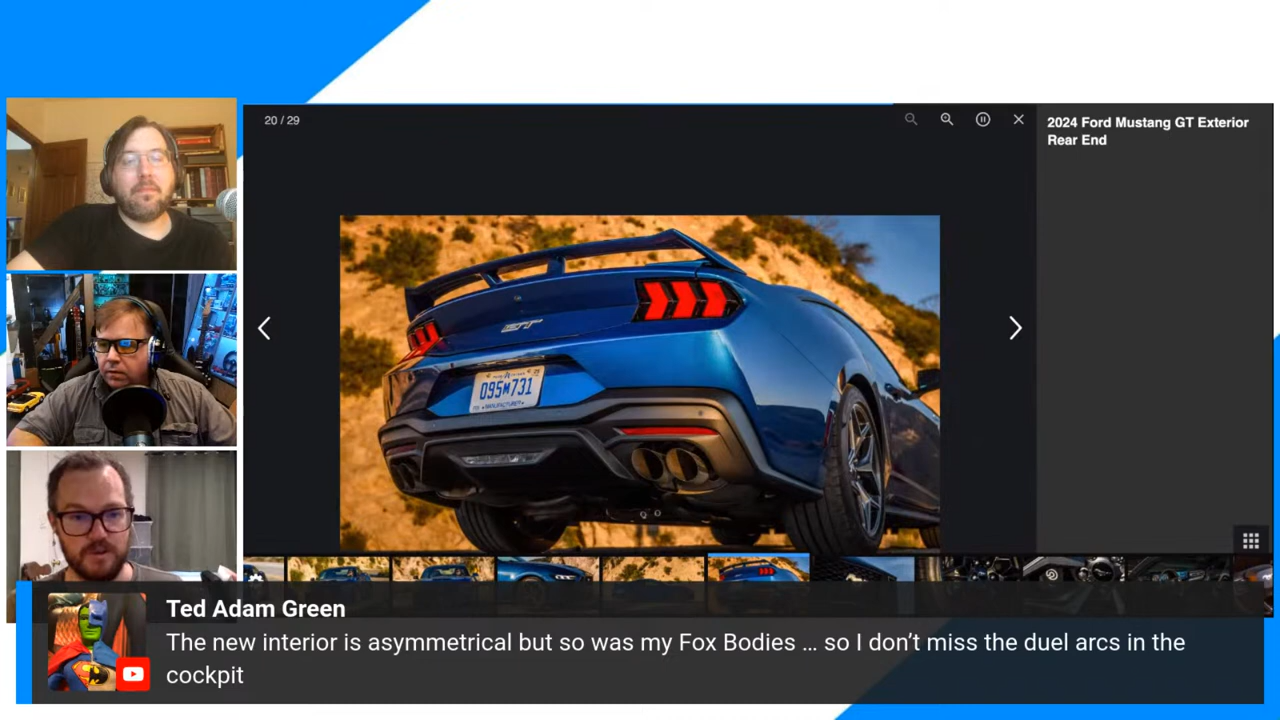 20 / 29
2024 Ford Mustang GT Exterior
Rear End
GT
095M731
MANUFACTURER
Ted Adam Green
The new interior is asymmetrical but so was my Fox Bodies … so I don’t miss the duel arcs in the
cockpit